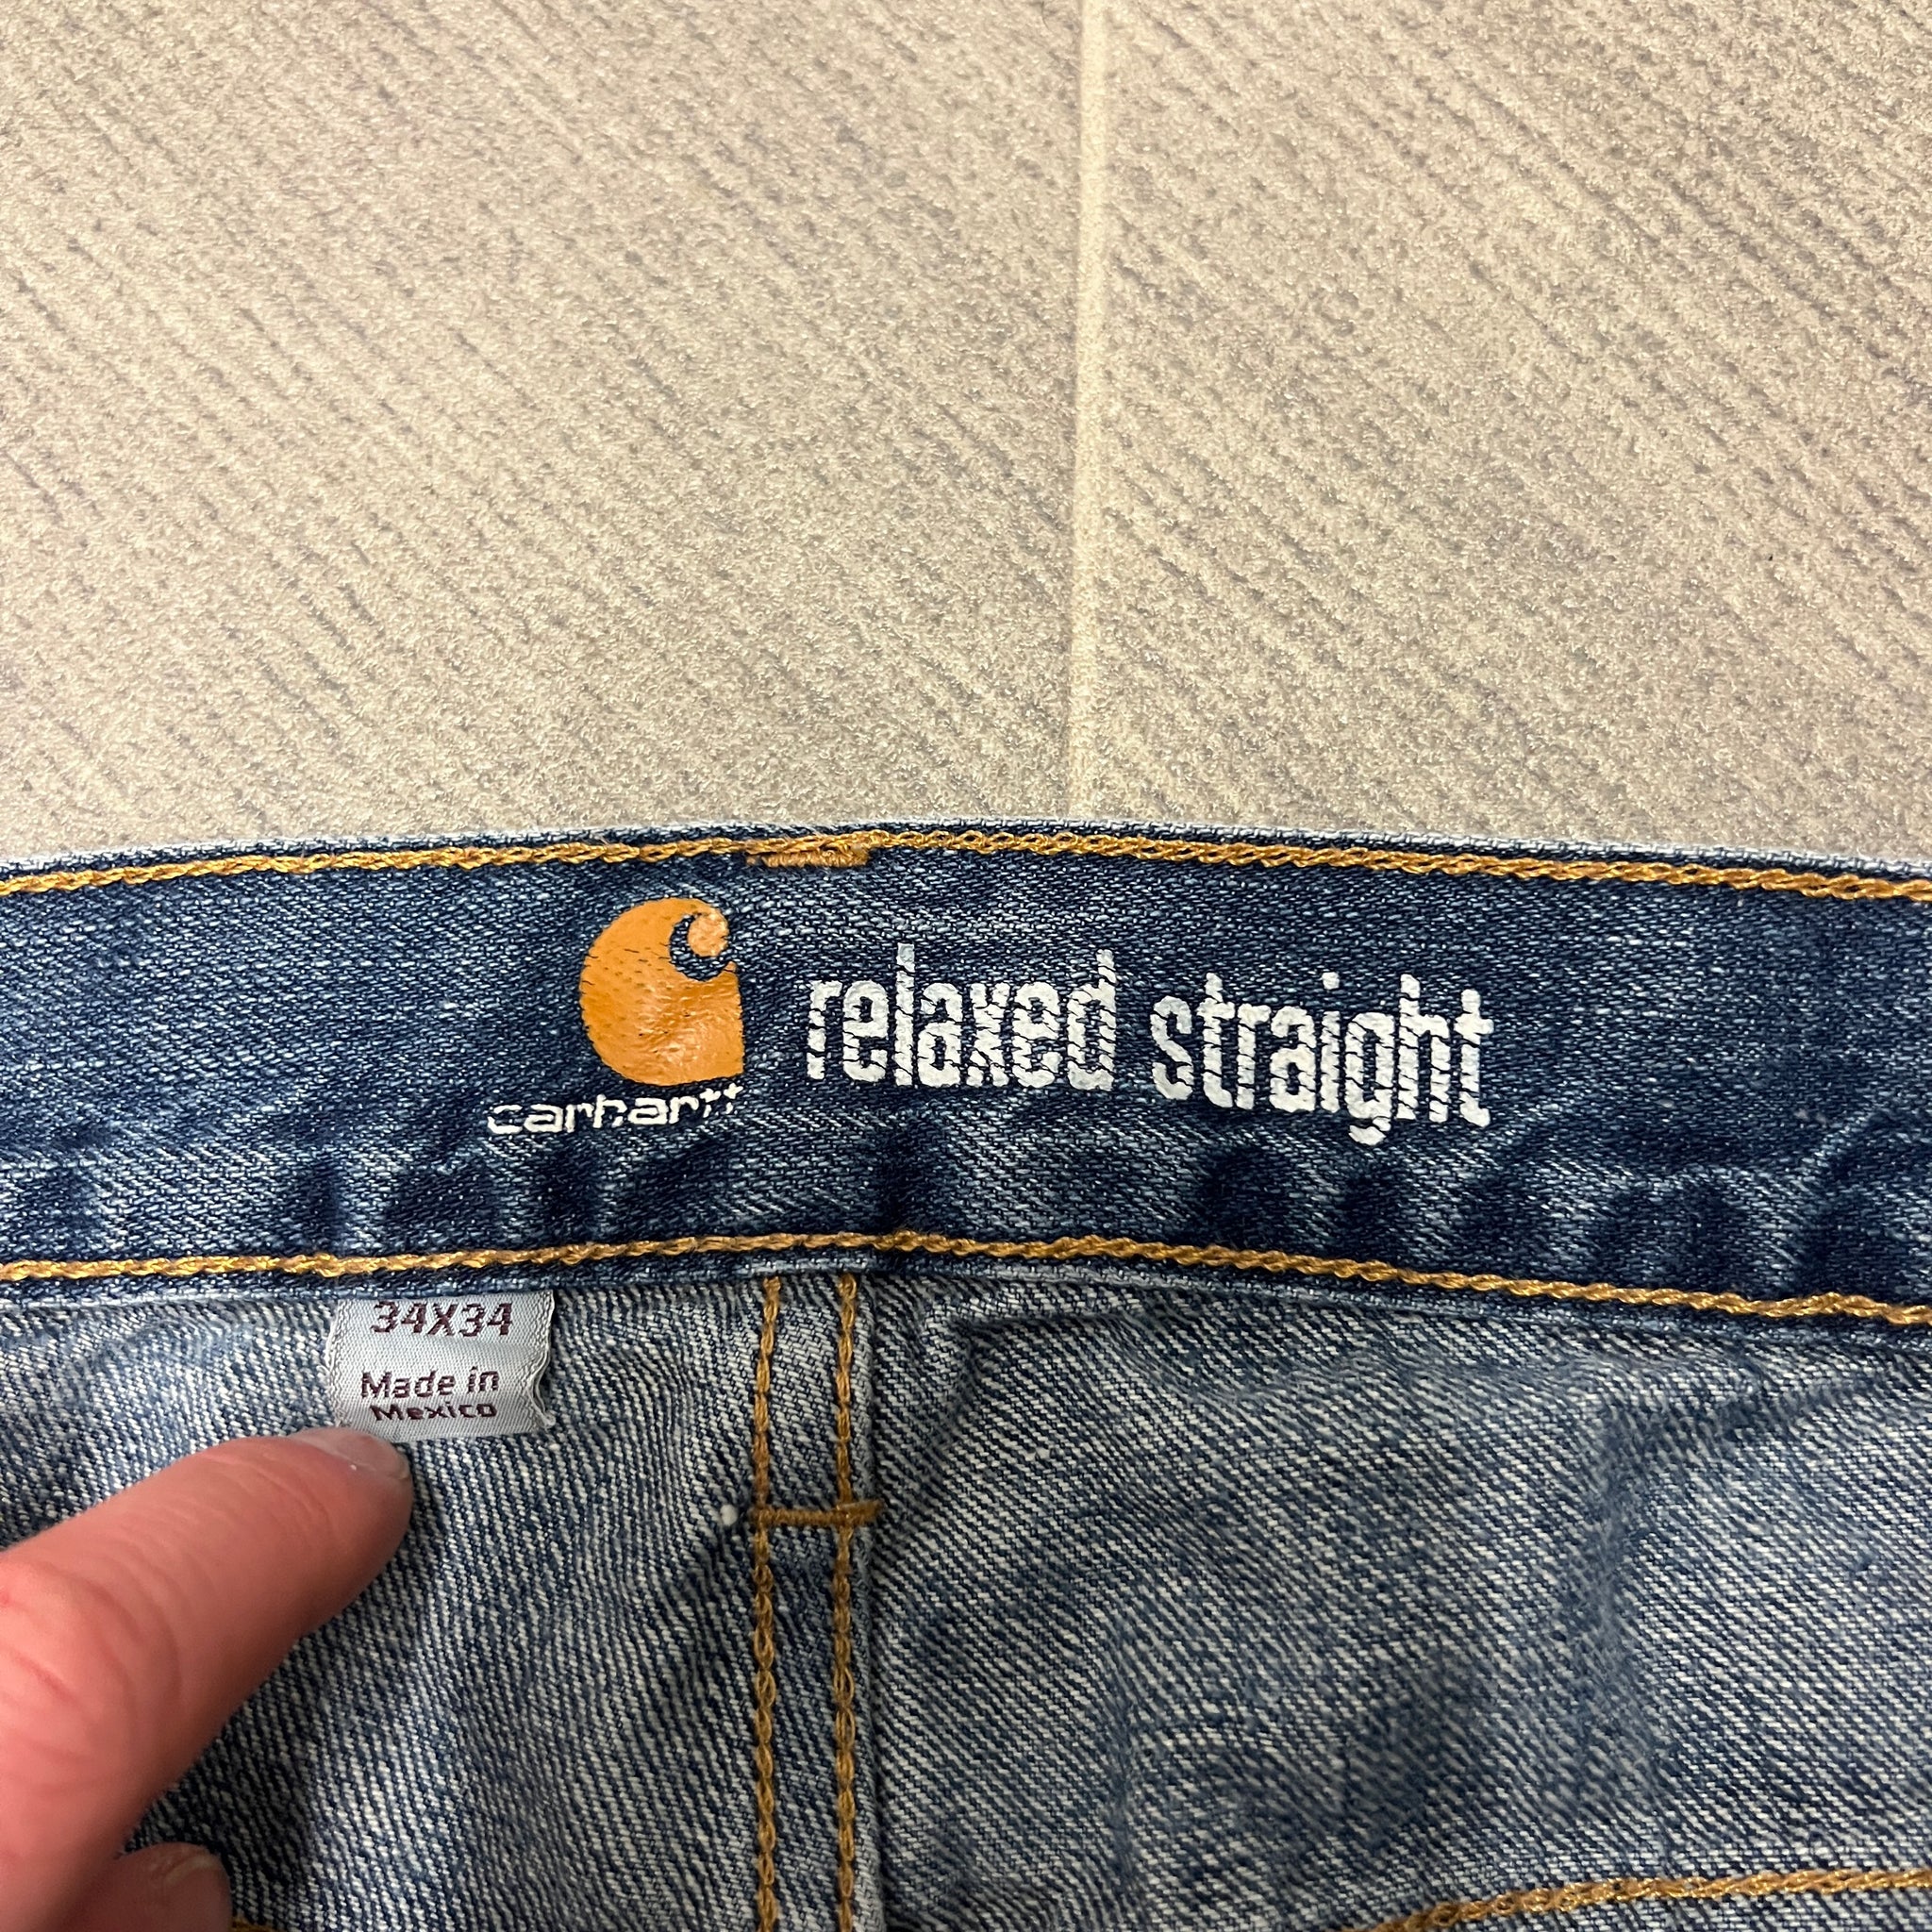 carhartt
relaxed straight
34X34
Made in
Mexico